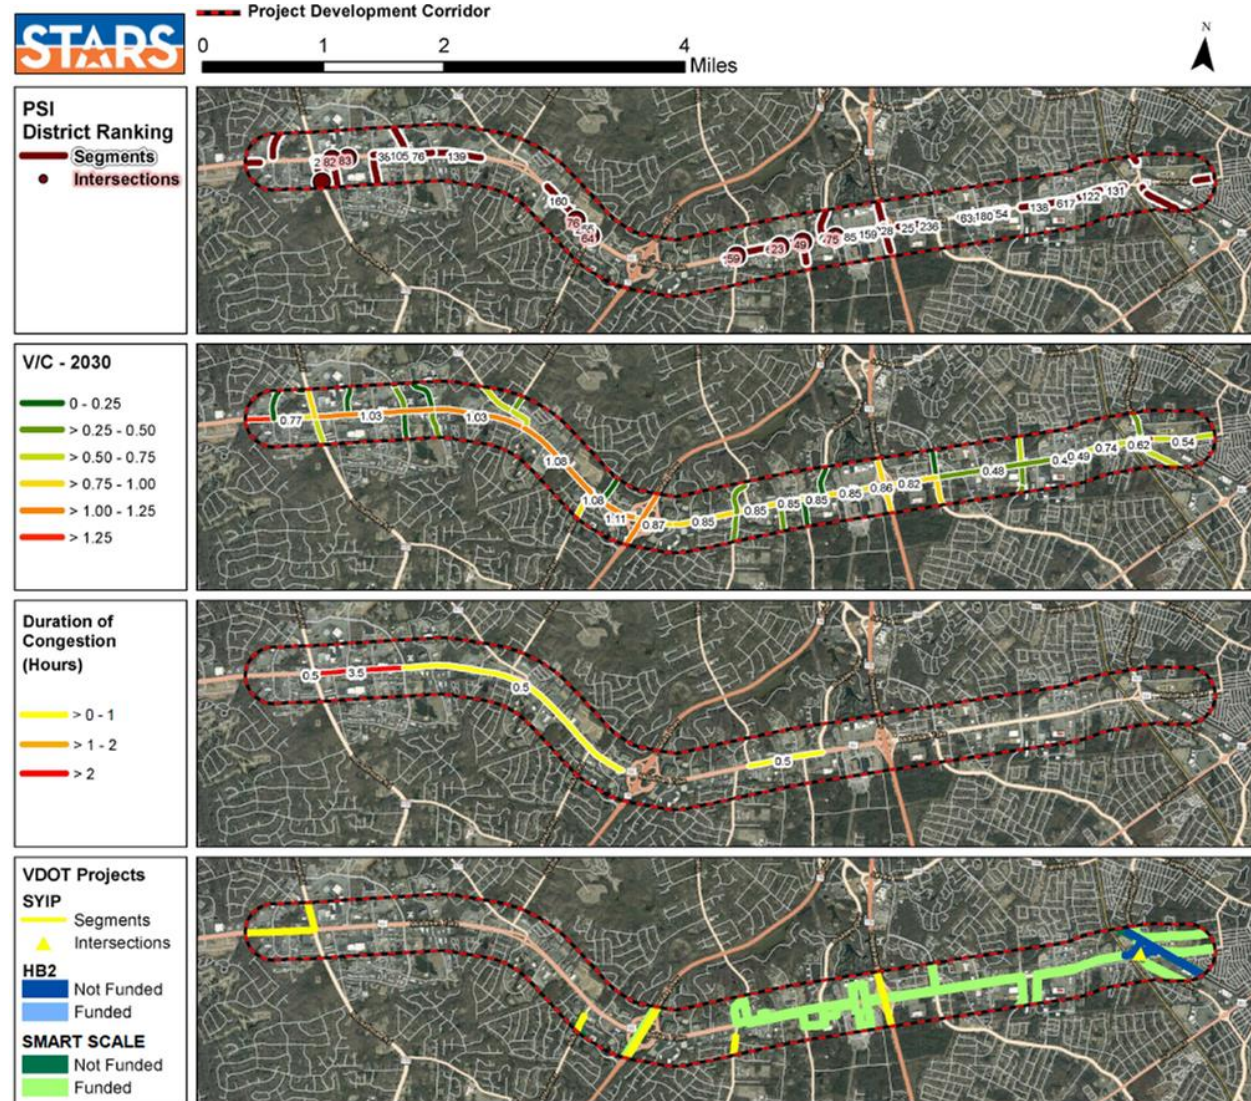 STARS
Project Development Corridor
0 1 2 4
Miles
N
PSI
District Ranking
Segments
Intersections
2 82 83 38 105 76 139
160
76
64
59 23 49 75 85 159 28 25 236 63 180 54 138 617 122 131
V/C - 2030
0 - 0.25
> 0.25 - 0.50
> 0.50 - 0.75
> 0.75 - 1.00
> 1.00 - 1.25
> 1.25
0.77 1.03 1.03
1.08
1.08
1.11 0.87 0.85 0.85 0.85 0.85 0.85 0.86 0.82 0.48 0.49 0.74 0.62 0.54
Duration of
Congestion
(Hours)
> 0 - 1
> 1 - 2
> 2
0.5 3.5 0.5 0.5
VDOT Projects
SYIP
Segments
Intersections
HB2
Not Funded
Funded
SMART SCALE
Not Funded
Funded